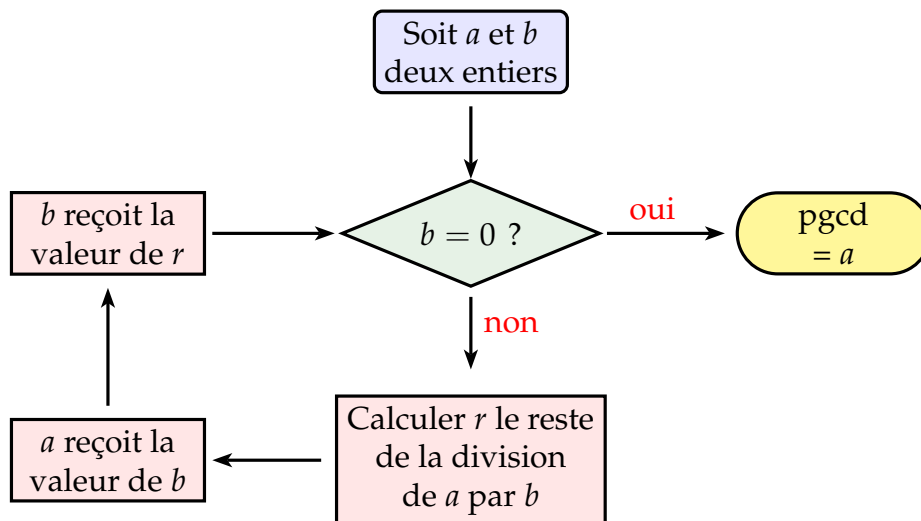 Soit a et b
deux entiers
b = 0 ?
oui
pgcd
= a
non
Calculer r le reste
de la division
de a par b
a reçoit la
valeur de b
b reçoit la
valeur de r